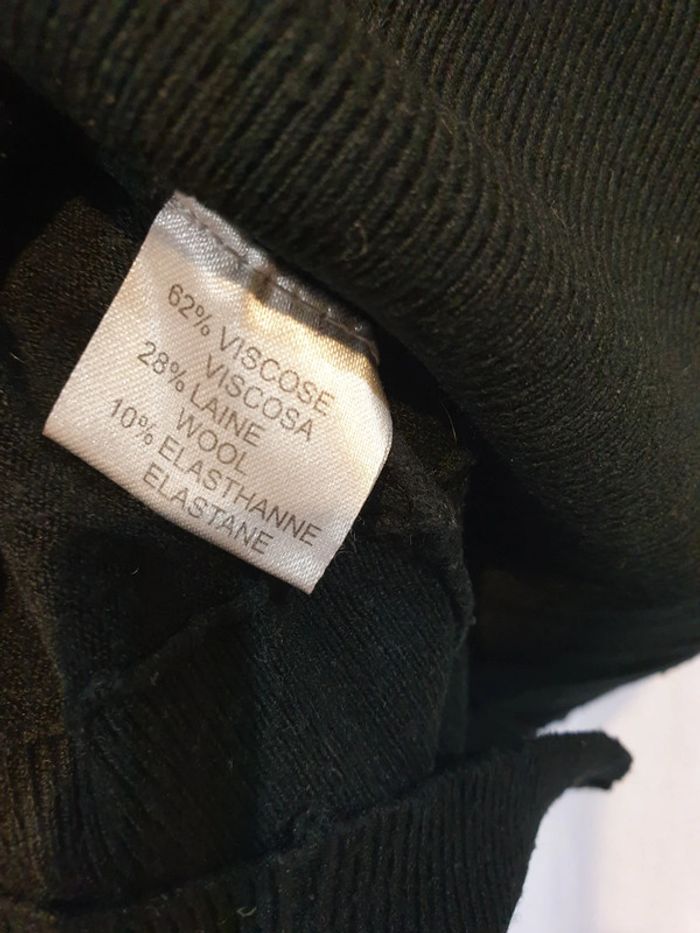 62% VISCOSE
VISCOSA
28% LAINE
WOOL
10% ELASTHANNE
ELASTANE